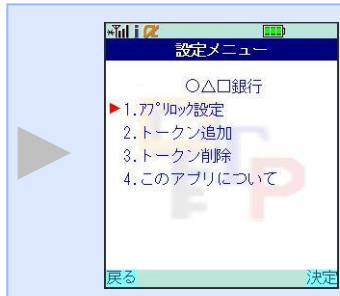 設定メニュー
○△□銀行
1.ｱﾌﾟﾘﾛｯｸ設定
2.トークン追加
3.トークン削除
4.このアプリについて
戻る 決定